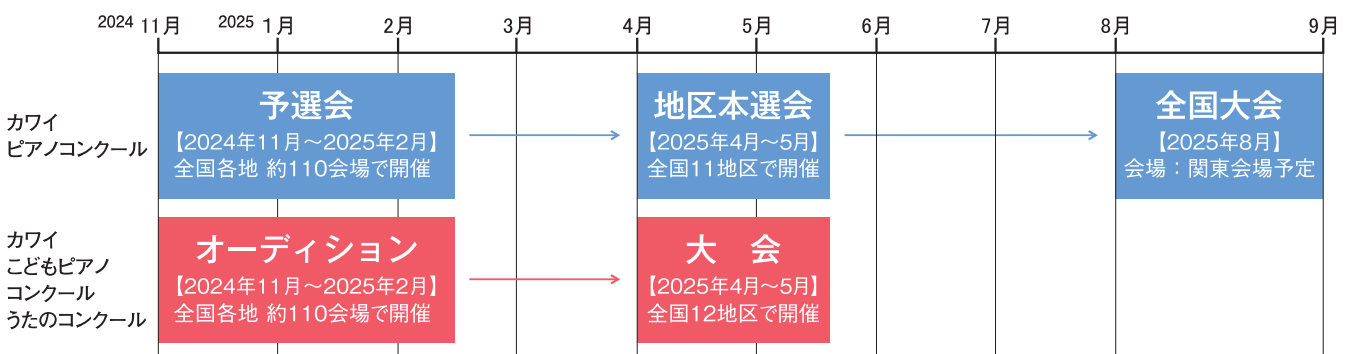 2024 11月 2025 1月 2月 3月 4月 5月 6月 7月 8月 9月
カワイ
ピアノコンクール
予選会
【2024年11月～2025年2月】
全国各地 約110会場で開催
地区本選会
【2025年4月～5月】
全国11地区で開催
全国大会
【2025年8月】
会場：関東会場予定
カワイ
こどもピアノ
コンクール
うたのコンクール
オーディション
【2024年11月～2025年2月】
全国各地 約110会場で開催
大　会
【2025年4月～5月】
全国12地区で開催